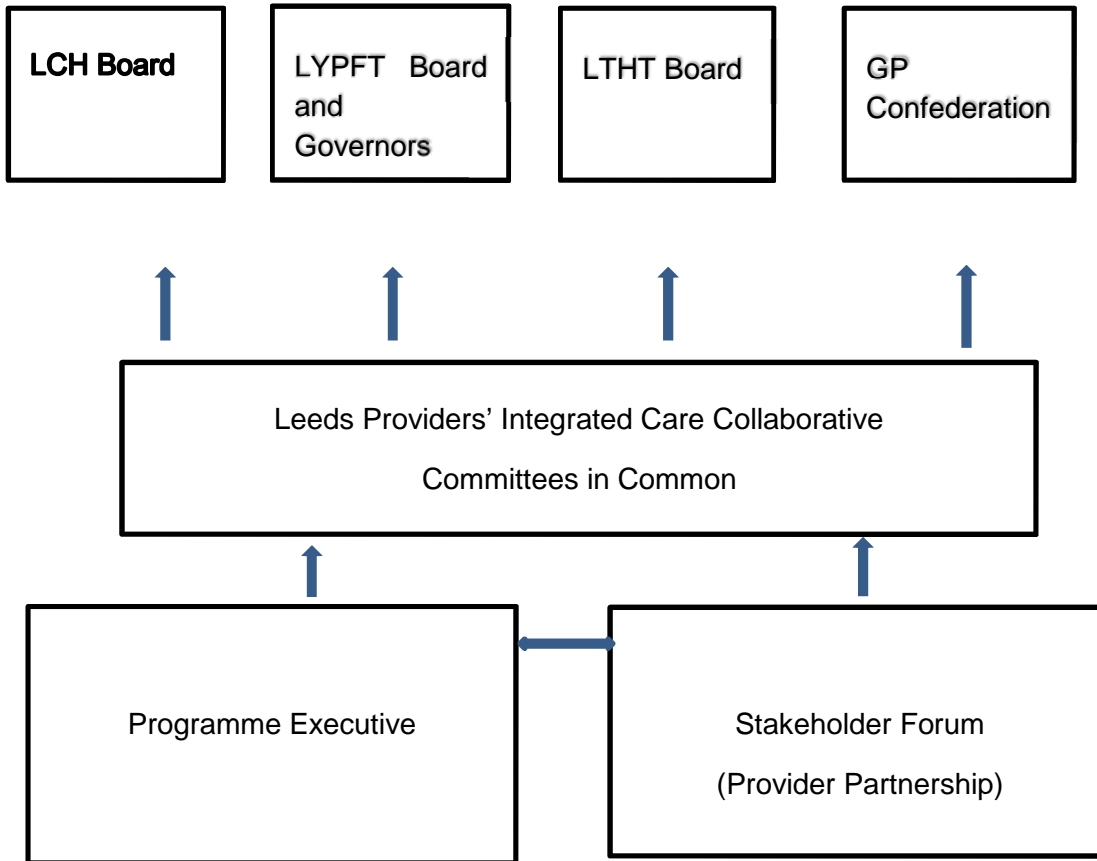 LCH Board
LYPFT Board
and
Governors
LTHT Board
GP
Confederation
Leeds Providers’ Integrated Care Collaborative
Committees in Common
Programme Executive
Stakeholder Forum
(Provider Partnership)